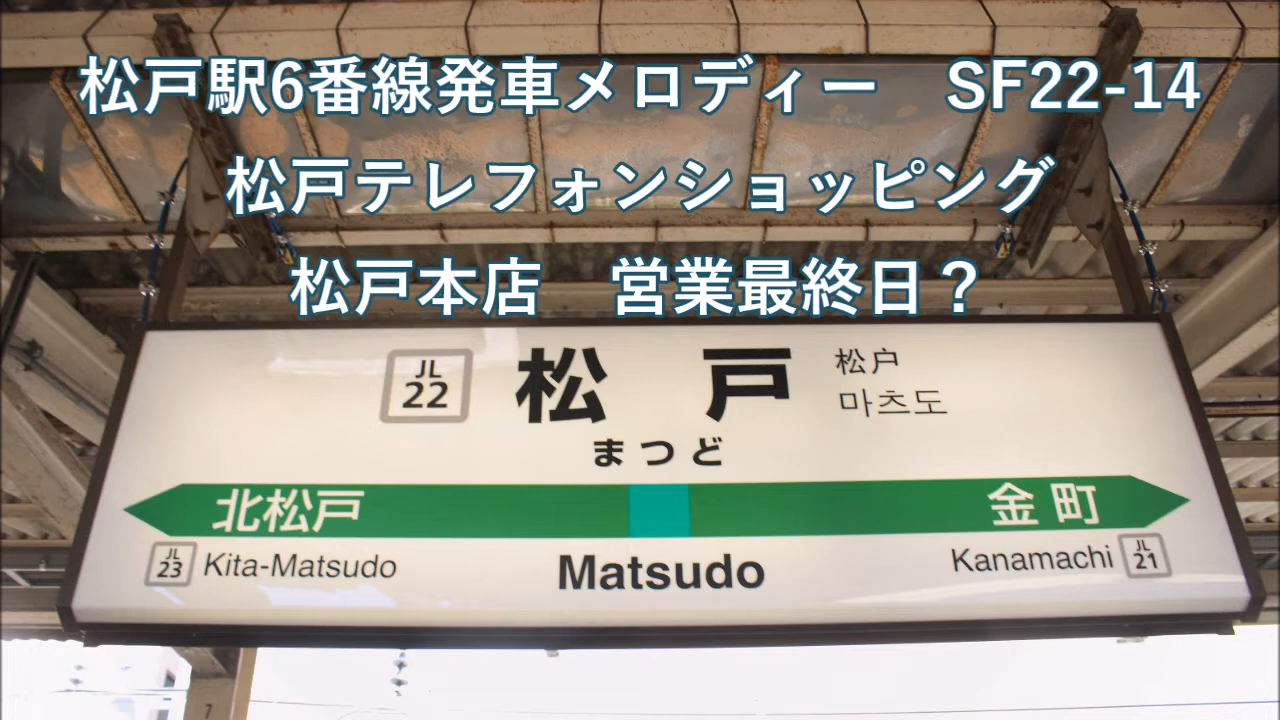 松戸駅6番線発車メロディー　SF22-14
松戸テレフォンショッピング
松戸本店　営業最終日？
JL
22
松戸
松户
마츠도
まつど
北松戸
金町
JL
23
Kita-Matsudo
Matsudo
Kanamachi
JL
21
7